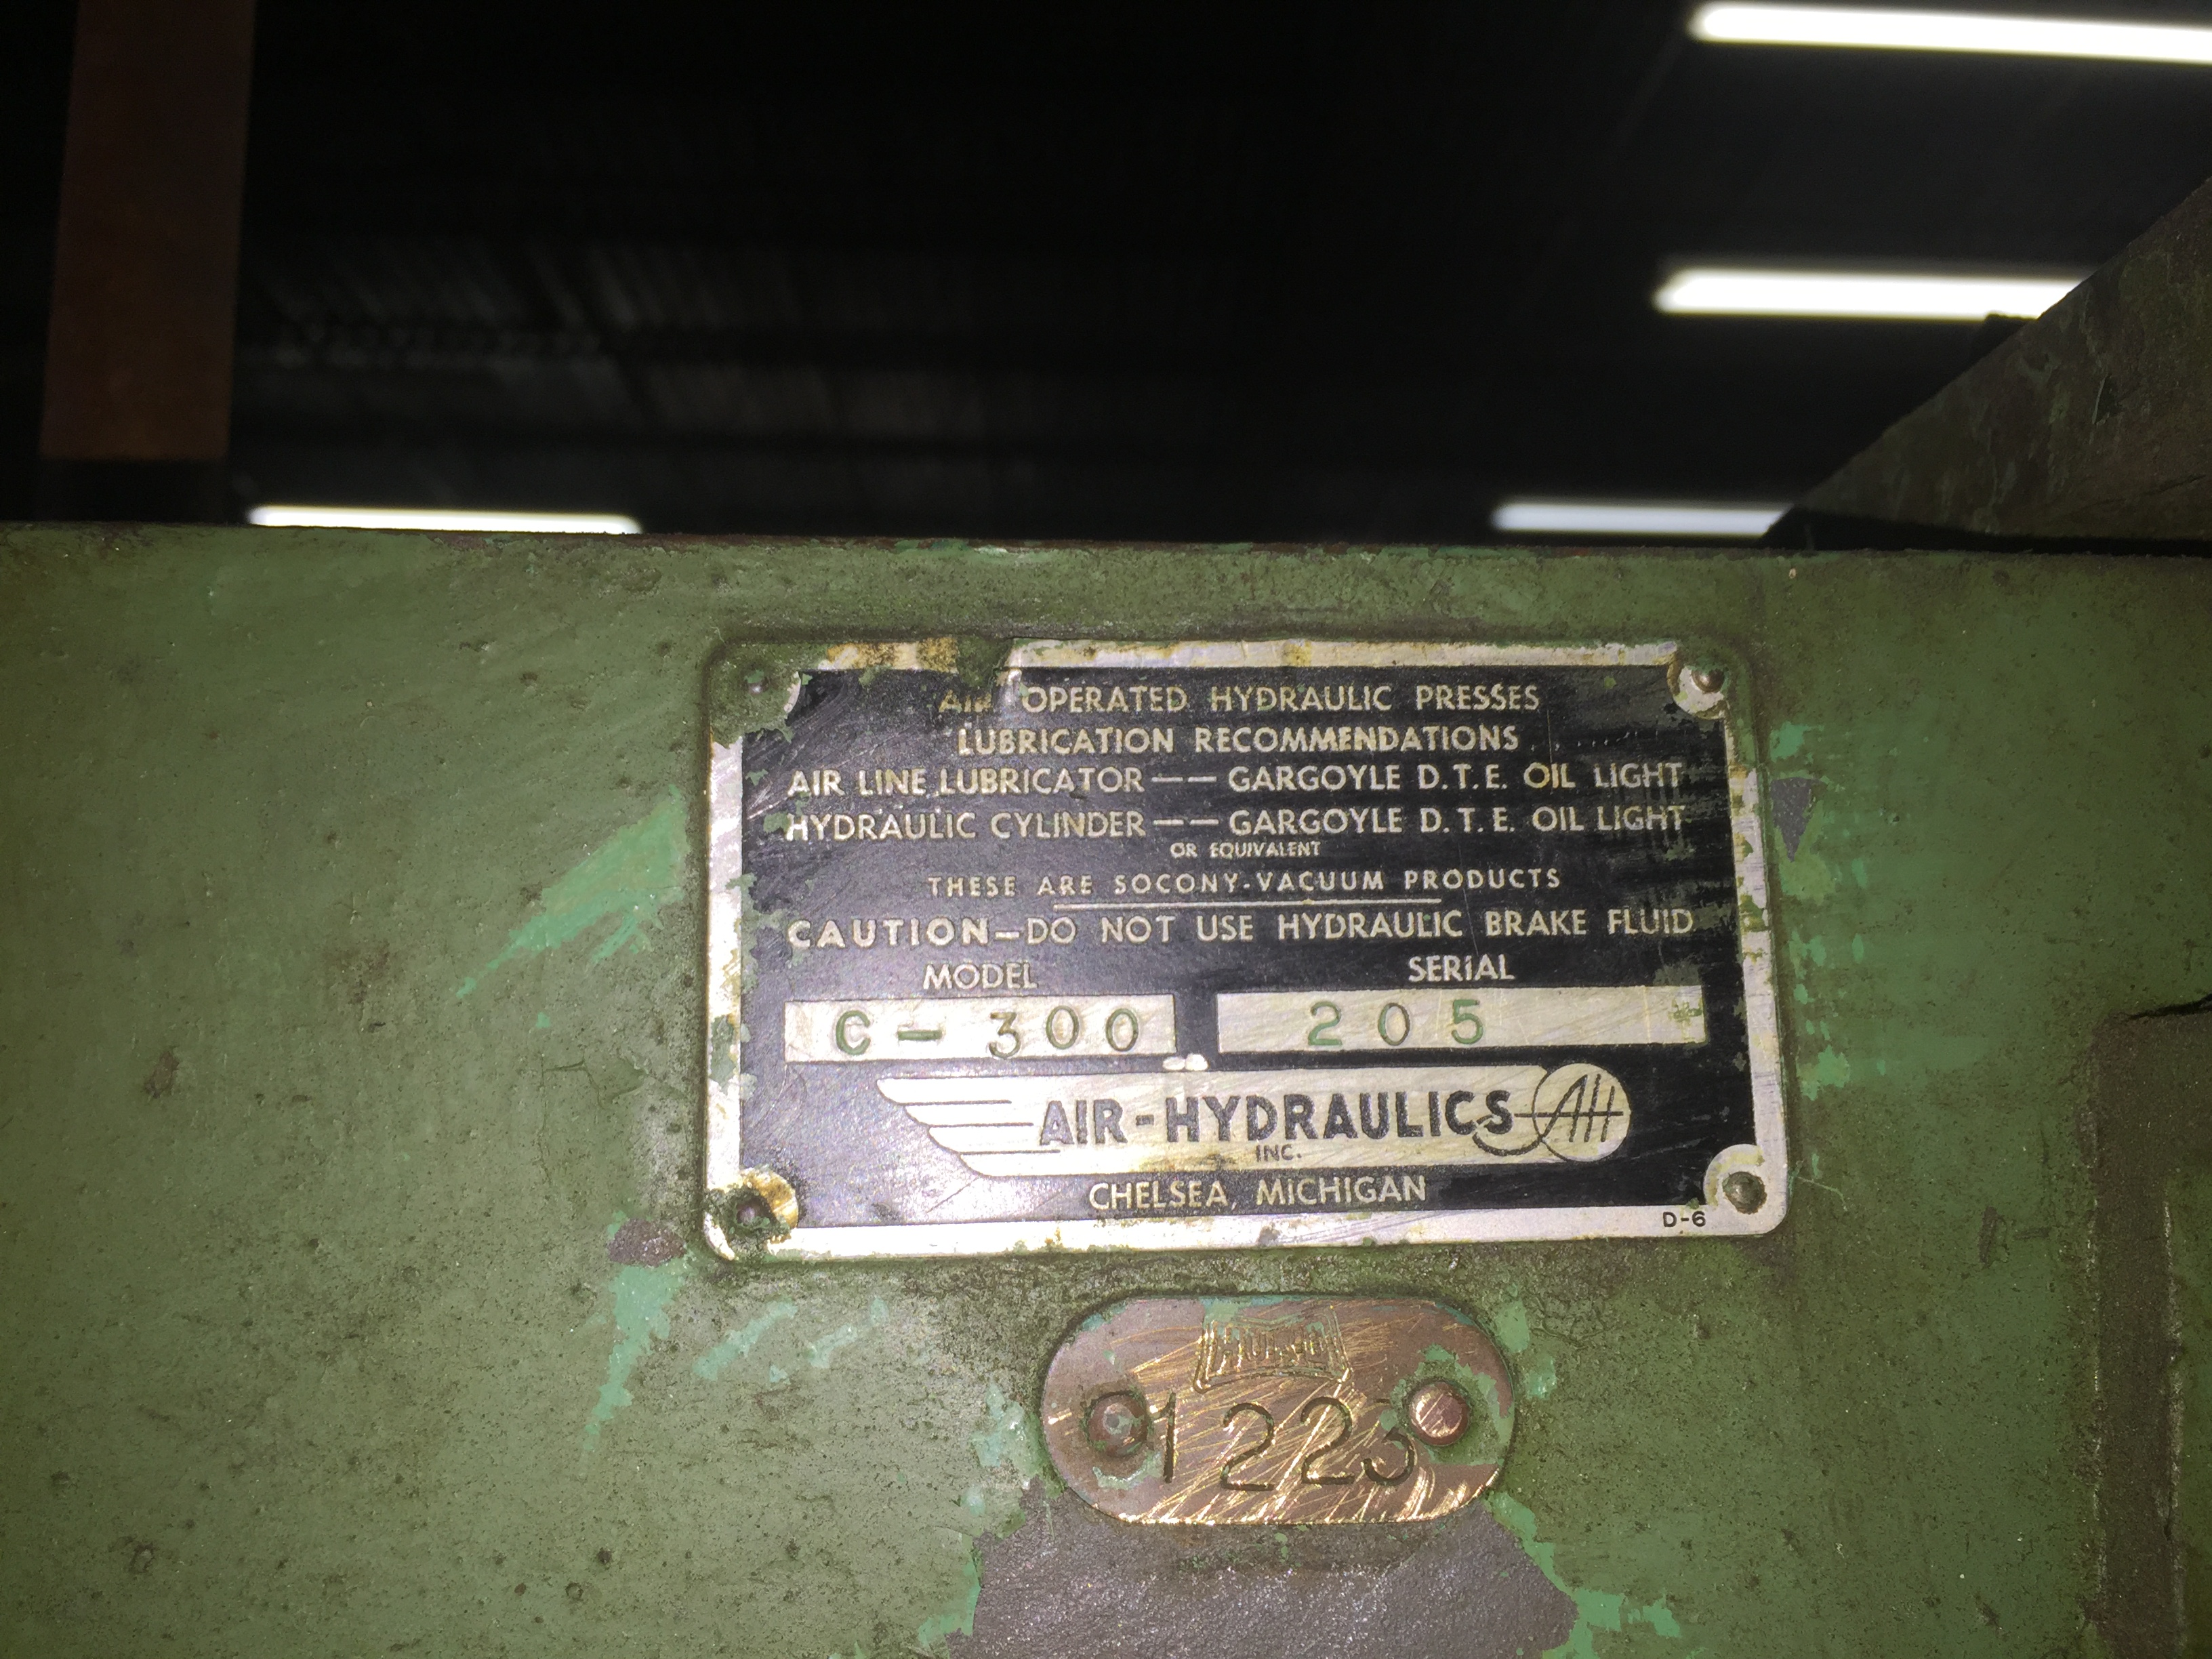 AIR OPERATED HYDRAULIC PRESSES
LUBRICATION RECOMMENDATIONS
AIR LINE LUBRICATOR —— GARGOYLE D.T.E. OIL LIGHT
HYDRAULIC CYLINDER —— GARGOYLE D.T.E. OIL LIGHT
OR EQUIVALENT
THESE ARE SOCONY-VACUUM PRODUCTS
CAUTION—DO NOT USE HYDRAULIC BRAKE FLUID
MODEL SERIAL
C-300 205
AIR-HYDRAULICS AH
INC.
CHELSEA, MICHIGAN
D-6
1223